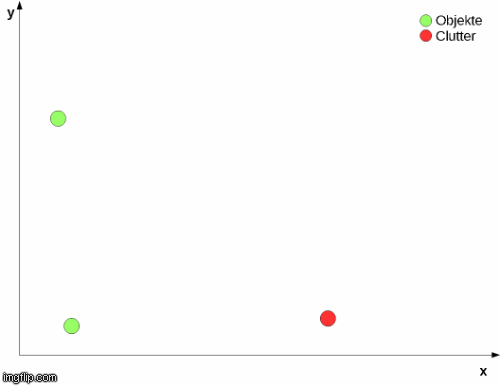 y
Objekte
Clutter
x
imgflip.com